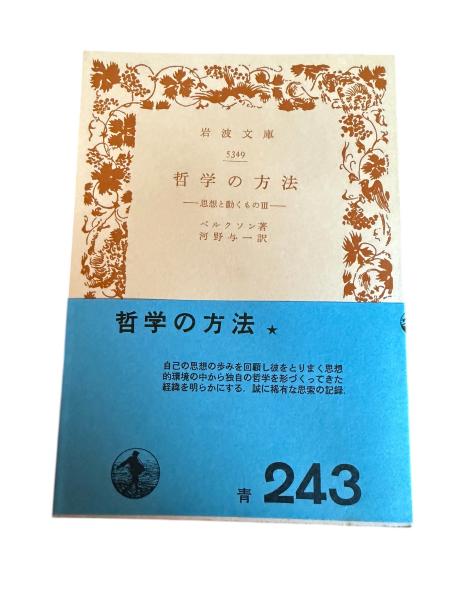 岩波文庫
5349
哲学の方法
—思想と動くものIII—
ベルクソン著
河野与一訳
哲学の方法 ★
自己の思想の歩みを回顧し彼をとりまく思想
的環境の中から独自の哲学を形づくってきた
経緯を明らかにする．誠に稀有な思索の記録．
青 243